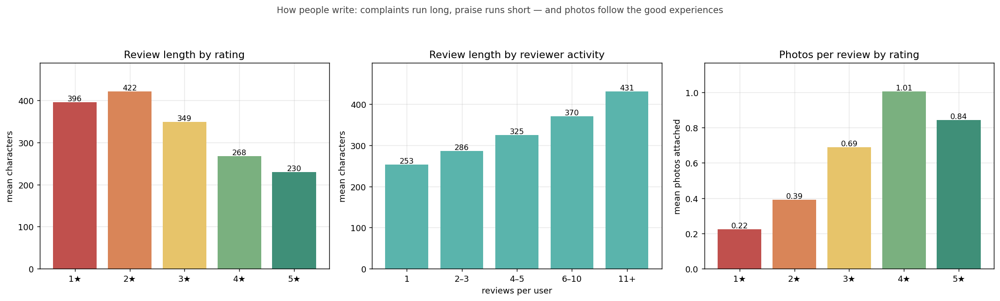 How people write: complaints run long, praise runs short — and photos follow the good experiences
Review length by rating
mean characters
400
300
200
100
0
396
422
349
268
230
1★ 2★ 3★ 4★ 5★
Review length by reviewer activity
mean characters
400
300
200
100
0
253
286
325
370
431
1 2–3 4–5 6–10 11+
reviews per user
Photos per review by rating
mean photos attached
1.0
0.8
0.6
0.4
0.2
0.0
0.22
0.39
0.69
1.01
0.84
1★ 2★ 3★ 4★ 5★